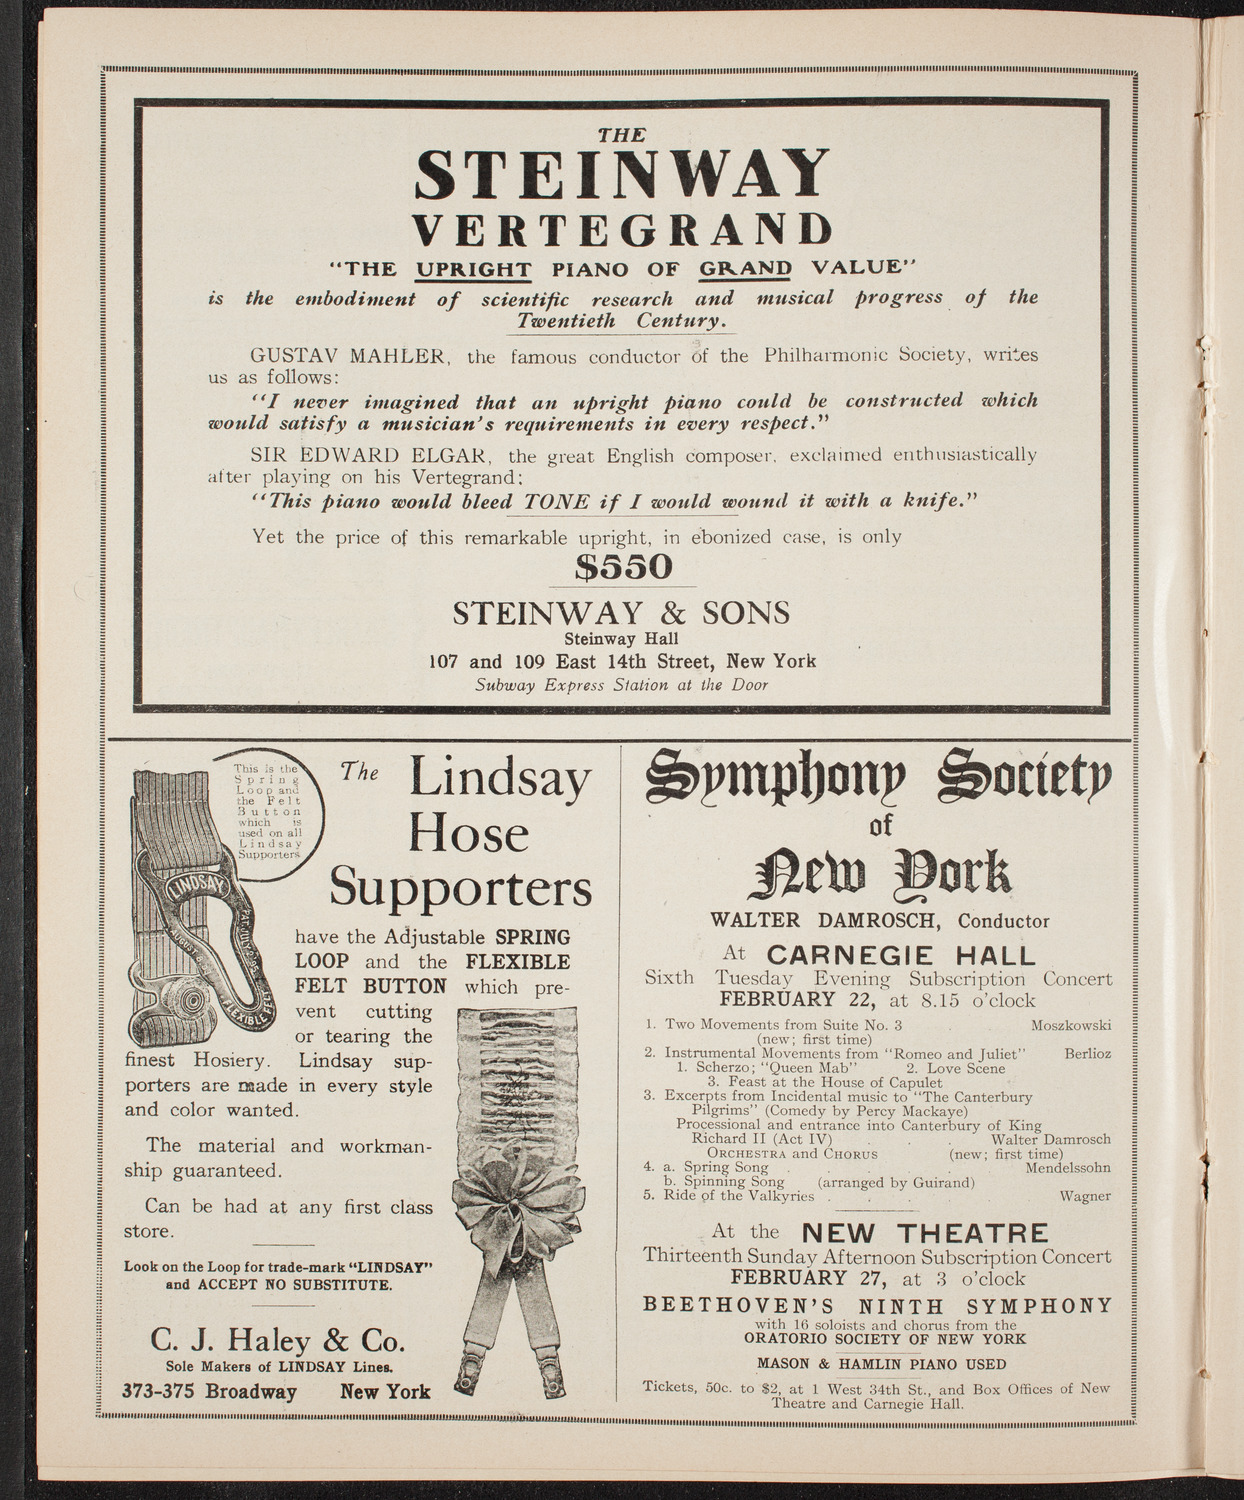 THE
STEINWAY
VERTEGRAND
"THE UPRIGHT PIANO OF GRAND VALUE"
is the embodiment of scientific research and musical progress of the
Twentieth Century.
GUSTAV MAHLER, the famous conductor of the Philharmonic Society, writes
us as follows:
"I never imagined that an upright piano could be constructed which
would satisfy a musician's requirements in every respect."
SIR EDWARD ELGAR, the great English composer, exclaimed enthusiastically
after playing on his Vertegrand:
"This piano would bleed TONE if I would wound it with a knife."
Yet the price of this remarkable upright, in ebonized case, is only
$550
STEINWAY & SONS
Steinway Hall
107 and 109 East 14th Street, New York
Subway Express Station at the Door
This is the
Spring
Loop and
the Felt
Button
which is
used on all
Lindsay
Supporters
LINDSAY
FLEXIBLE FELT
The Lindsay
Hose
Supporters
have the Adjustable SPRING
LOOP and the FLEXIBLE
FELT BUTTON which pre-
vent cutting
or tearing the
finest Hosiery. Lindsay sup-
porters are made in every style
and color wanted.
The material and workman-
ship guaranteed.
Can be had at any first class
store.
Look on the Loop for trade-mark "LINDSAY"
and ACCEPT NO SUBSTITUTE.
C. J. Haley & Co.
Sole Makers of LINDSAY Lines.
373-375 Broadway New York
Symphony Society
of
New York
WALTER DAMROSCH, Conductor
At CARNEGIE HALL
Sixth Tuesday Evening Subscription Concert
FEBRUARY 22, at 8.15 o'clock
1. Two Movements from Suite No. 3 . Moszkowski
(new; first time)
2. Instrumental Movements from "Romeo and Juliet" Berlioz
1. Scherzo; "Queen Mab" 2. Love Scene
3. Feast at the House of Capulet
3. Excerpts from Incidental music to "The Canterbury
Pilgrims" (Comedy by Percy Mackaye)
Processional and entrance into Canterbury of King
Richard II (Act IV) . . . Walter Damrosch
ORCHESTRA and CHORUS (new; first time)
4. a. Spring Song . . . . . . Mendelssohn
b. Spinning Song (arranged by Guirand)
5. Ride of the Valkyries . . . . . Wagner
At the NEW THEATRE
Thirteenth Sunday Afternoon Subscription Concert
FEBRUARY 27, at 3 o'clock
BEETHOVEN'S NINTH SYMPHONY
with 16 soloists and chorus from the
ORATORIO SOCIETY OF NEW YORK
MASON & HAMLIN PIANO USED
Tickets, 50c. to $2, at 1 West 34th St., and Box Offices of New
Theatre and Carnegie Hall.